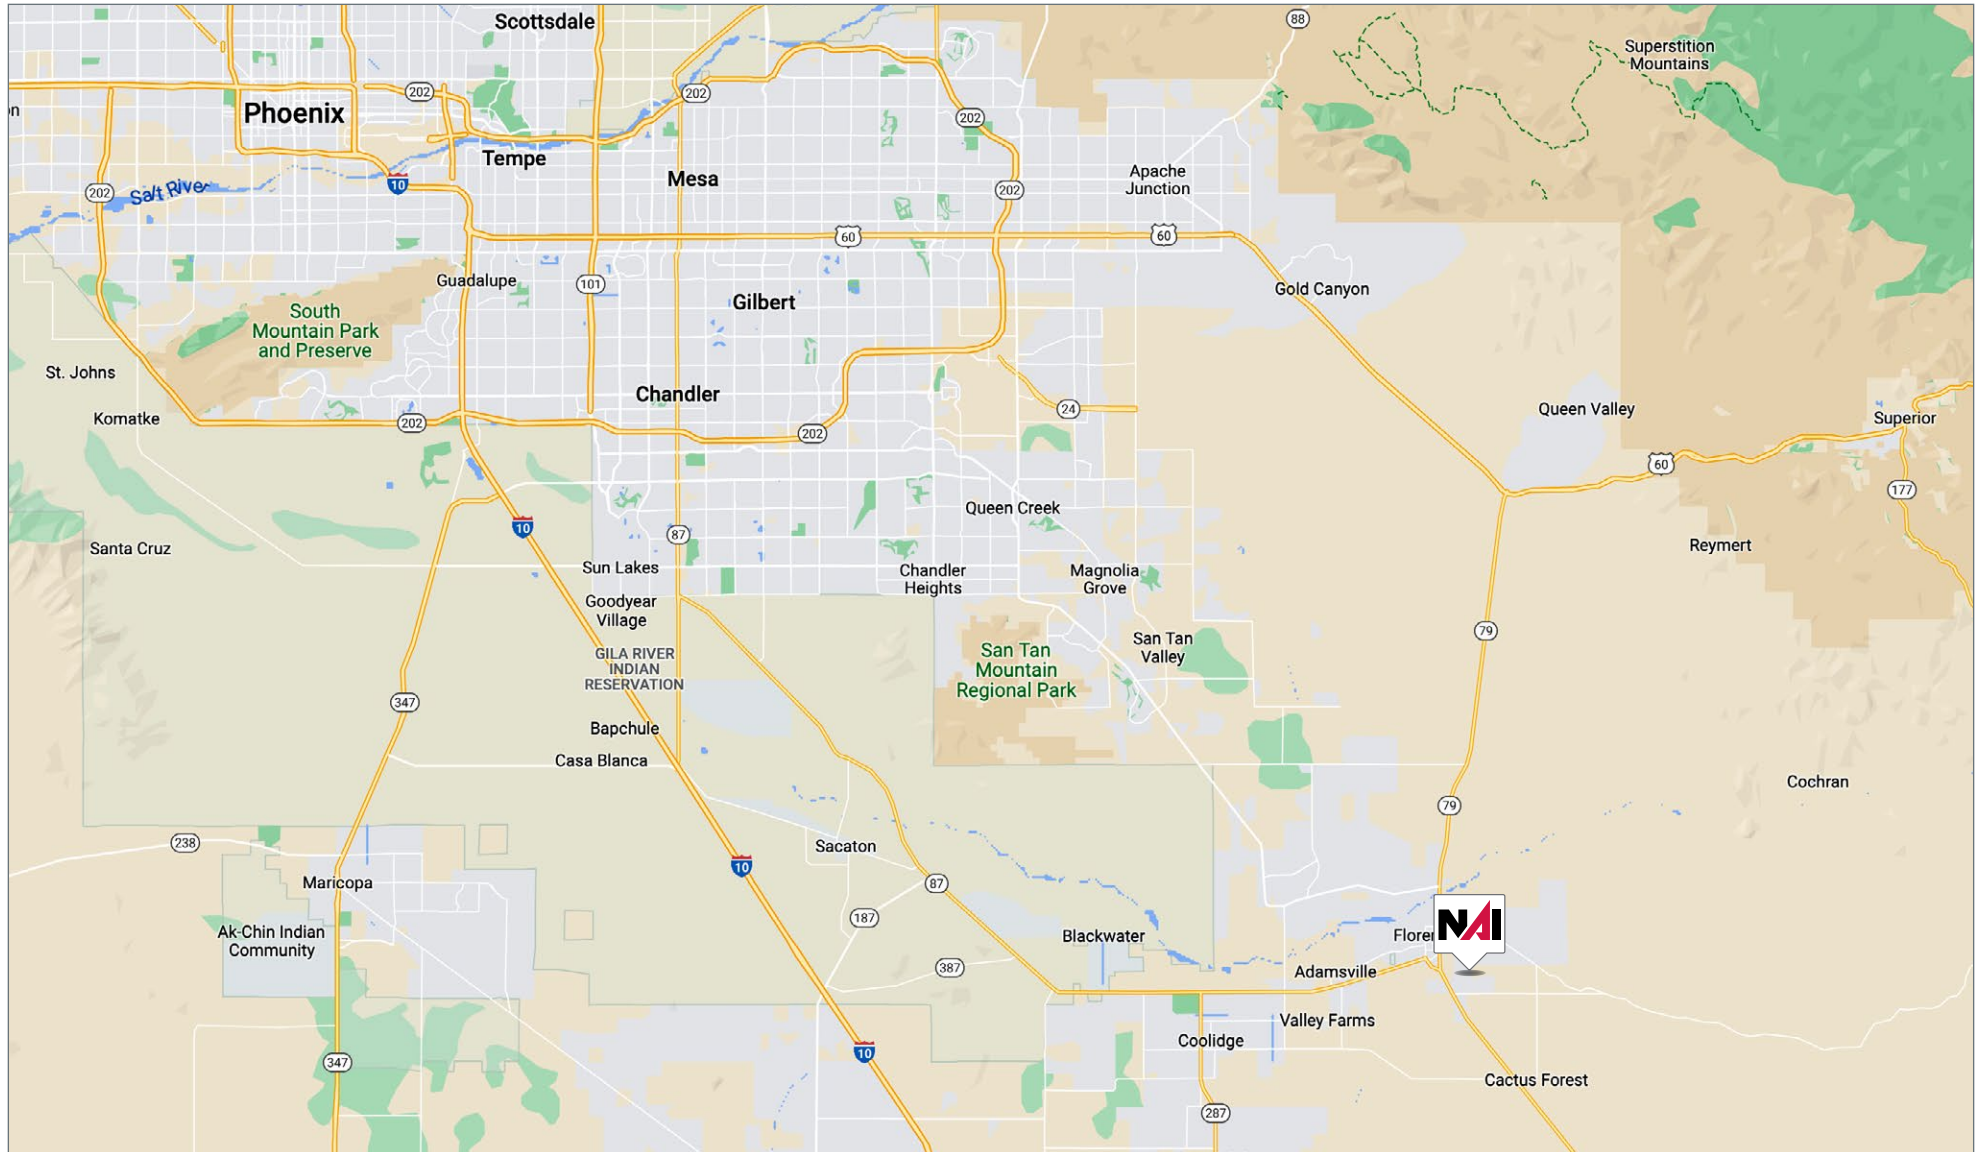 Scottsdale
88
Superstition
Mountains
202
202
Phoenix
202
Tempe
Mesa
Apache
Junction
10
202
Salt River
202
60
60
Guadalupe
101
Gold Canyon
Gilbert
South
Mountain Park
and Preserve
St. Johns
Chandler
24
Queen Valley
Superior
Komatke
202
202
60
177
Queen Creek
10
87
Santa Cruz
Reymert
Sun Lakes
Chandler
Heights
Magnolia
Grove
Goodyear
Village
79
San Tan
Valley
GILA RIVER
INDIAN
RESERVATION
San Tan
Mountain
Regional Park
347
Bapchule
Casa Blanca
Cochran
79
238
Sacaton
10
Maricopa
87
187
NAI
Ak-Chin Indian
Community
Blackwater
Floren
387
Adamsville
Valley Farms
Coolidge
10
347
Cactus Forest
287